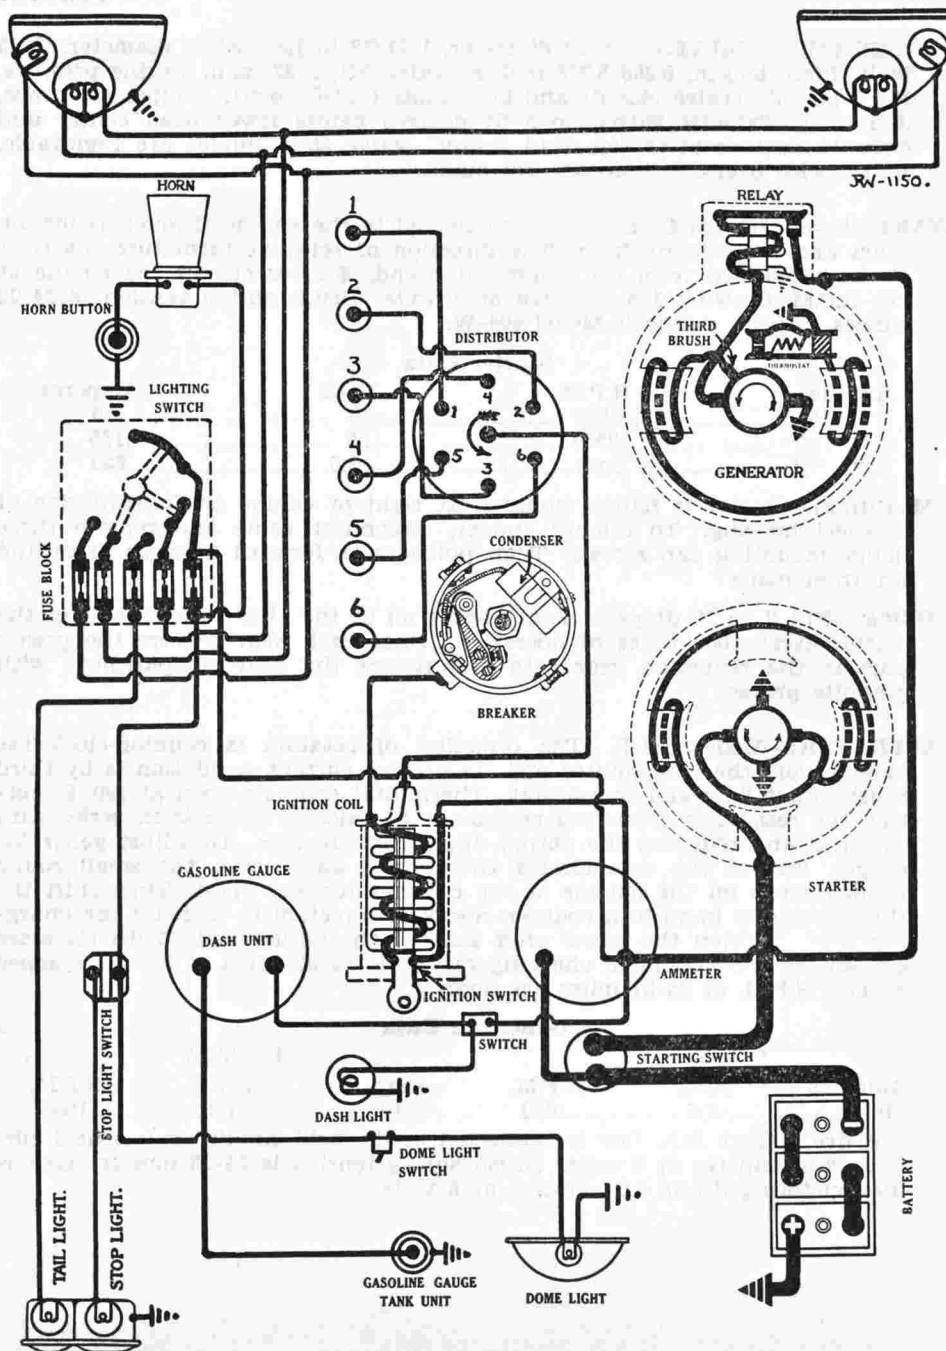 RW-1150.
HORN
RELAY
1
2
3
4
5
6
HORN BUTTON
LIGHTING
SWITCH
DISTRIBUTOR
4
1
2
5
6
3
THIRD
BRUSH
THERMOSTAT
GENERATOR
FUSE BLOCK
CONDENSER
BREAKER
IGNITION COIL
GASOLINE GAUGE
DASH UNIT
STARTER
AMMETER
IGNITION SWITCH
SWITCH
STOP LIGHT SWITCH
STARTING SWITCH
DASH LIGHT
DOME LIGHT
SWITCH
BATTERY
TAIL LIGHT.
STOP LIGHT.
GASOLINE GAUGE
TANK UNIT
DOME LIGHT